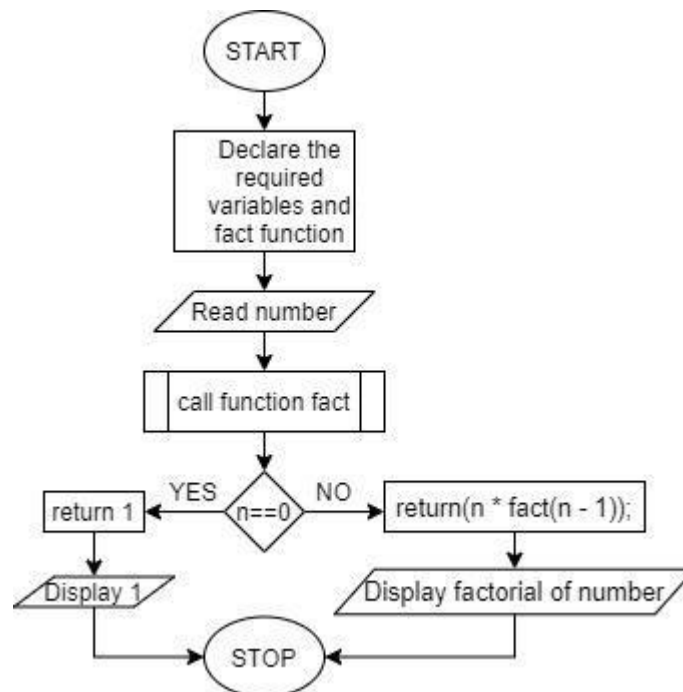 START
Declare the
required
variables and
fact function
Read number
call function fact
YES
NO
return 1
n==0
return(n * fact(n - 1));
Display 1
Display factorial of number
STOP